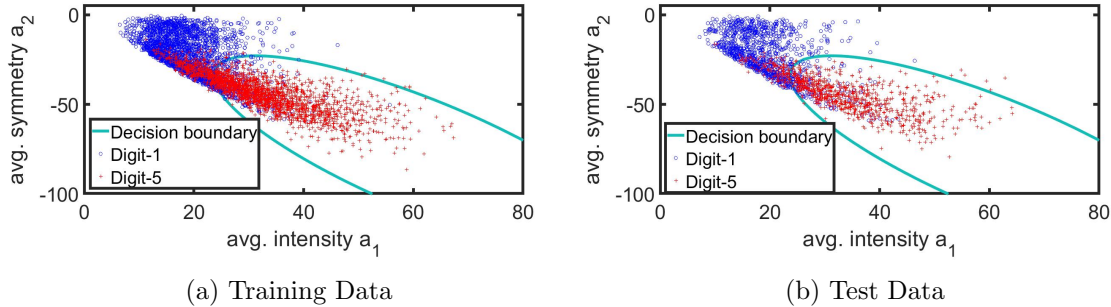 0
-50
-100
avg. symmetry a2
Decision boundary
Digit-1
Digit-5
0 20 40 60 80
avg. intensity a1
(a) Training Data
0
-50
-100
avg. symmetry a2
Decision boundary
Digit-1
Digit-5
0 20 40 60 80
avg. intensity a1
(b) Test Data